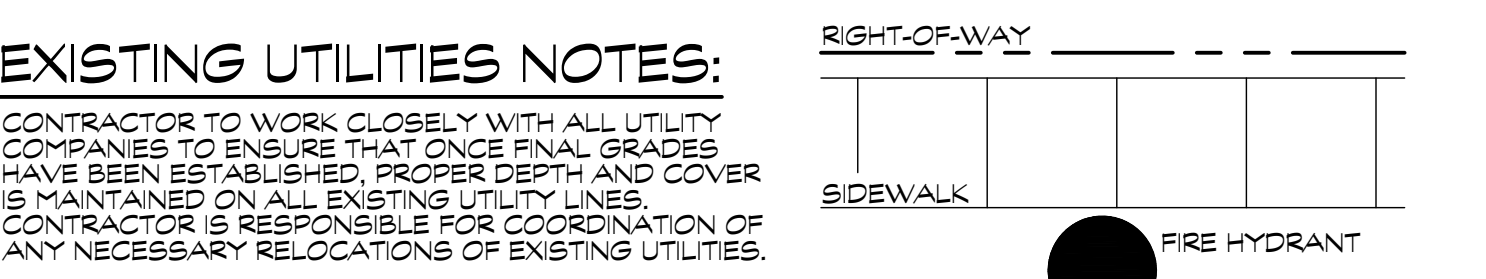 EXISTING UTILITIES NOTES:
CONTRACTOR TO WORK CLOSELY WITH ALL UTILITY
COMPANIES TO ENSURE THAT ONCE FINAL GRADES
HAVE BEEN ESTABLISHED, PROPER DEPTH AND COVER
IS MAINTAINED ON ALL EXISTING UTILITY LINES.
CONTRACTOR IS RESPONSIBLE FOR COORDINATION OF
ANY NECESSARY RELOCATIONS OF EXISTING UTILITIES.
RIGHT-OF-WAY
SIDEWALK
FIRE HYDRANT